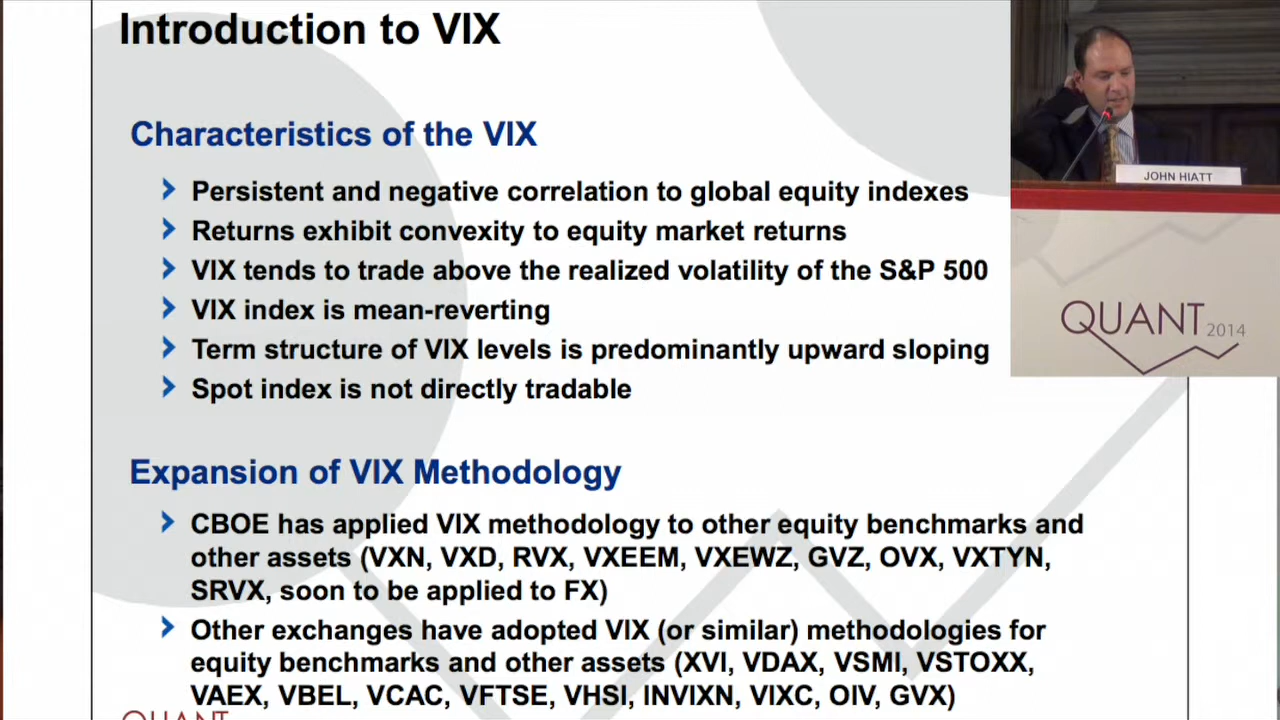 Introduction to VIX
Characteristics of the VIX
Persistent and negative correlation to global equity indexes
Returns exhibit convexity to equity market returns
VIX tends to trade above the realized volatility of the S&P 500
VIX index is mean-reverting
Term structure of VIX levels is predominantly upward sloping
Spot index is not directly tradable
Expansion of VIX Methodology
CBOE has applied VIX methodology to other equity benchmarks and
other assets (VXN, VXD, RVX, VXEEM, VXEWZ, GVZ, OVX, VXTYN,
SRVX, soon to be applied to FX)
Other exchanges have adopted VIX (or similar) methodologies for
equity benchmarks and other assets (XVI, VDAX, VSMI, VSTOXX,
VAEX, VBEL, VCAC, VFTSE, VHSI, INVIXN, VIXC, OIV, GVX)
QUANT
JOHN HIATT
QUANT 2014